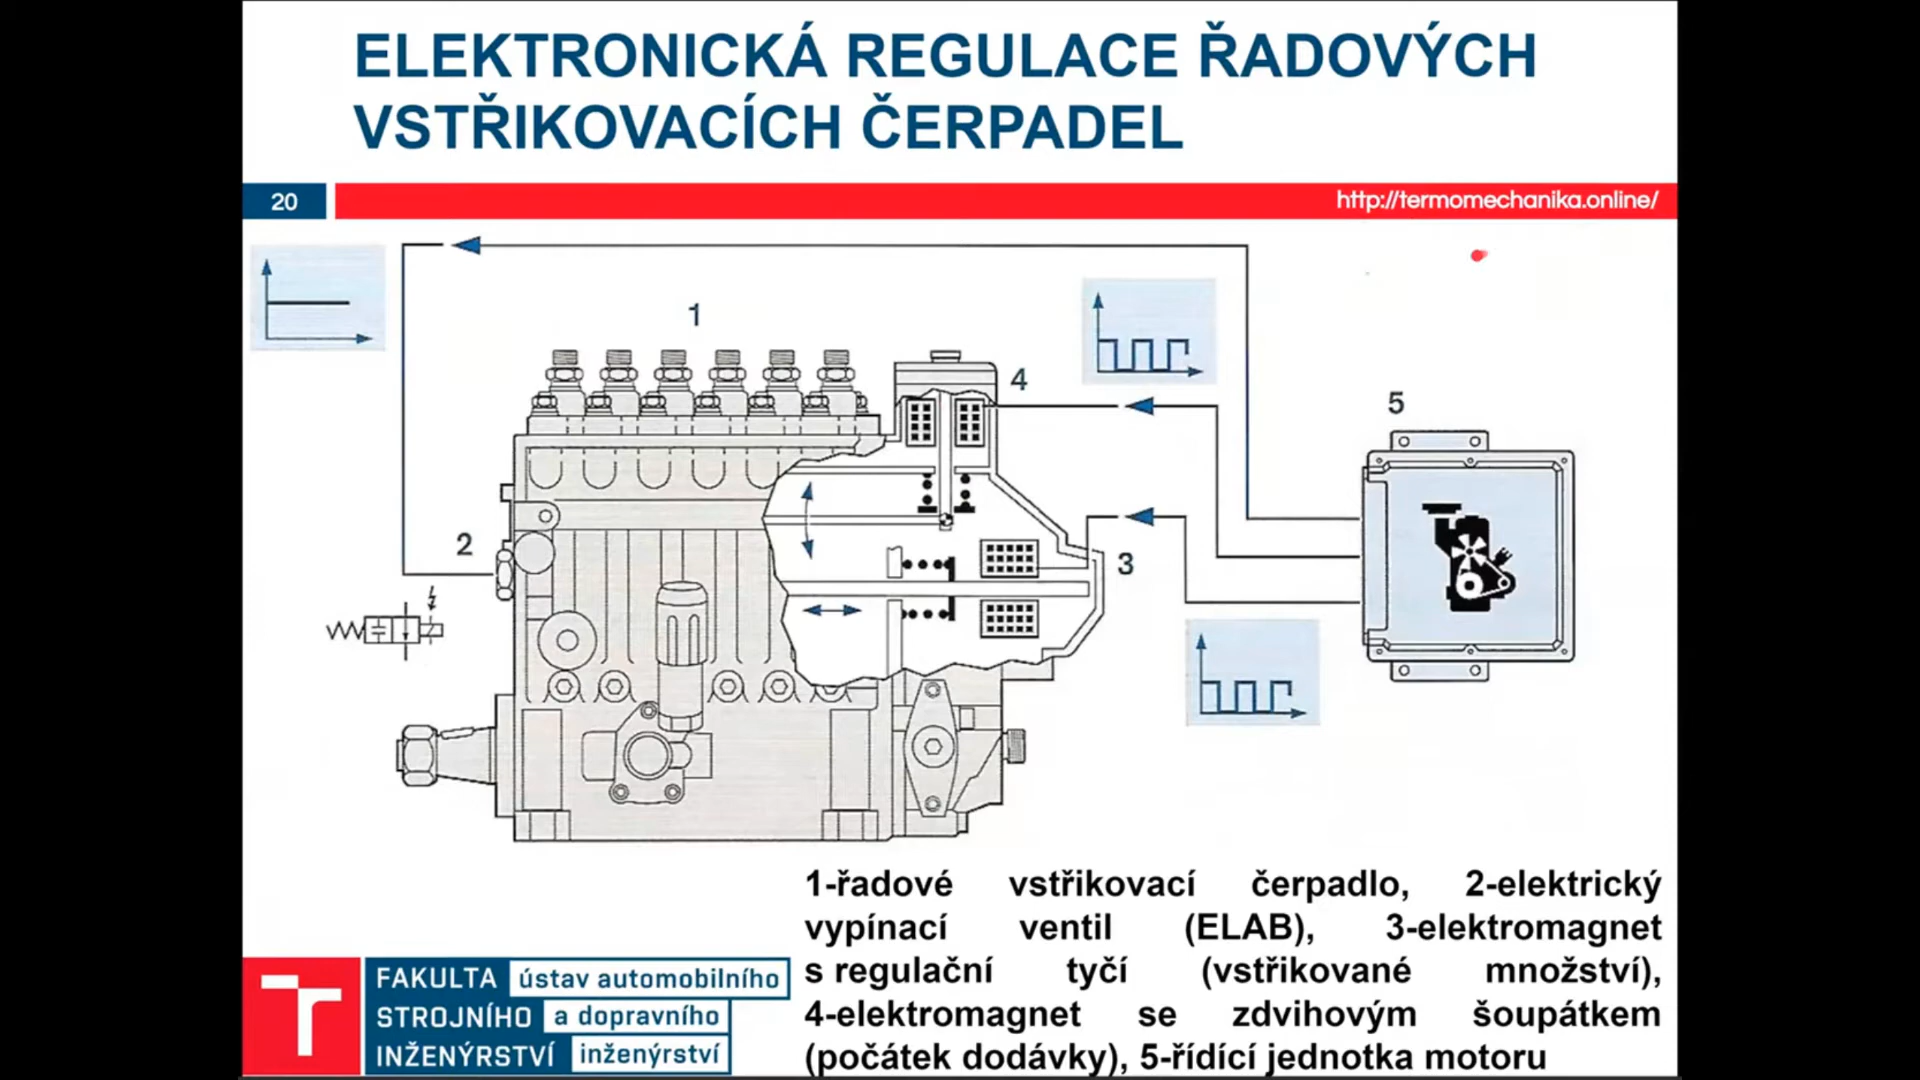 ELEKTRONICKÁ REGULACE ŘADOVÝCH
VSTŘIKOVACÍCH ČERPADEL
20
http://termomechanika.online/
1
4
5
2
3
1-řadové vstřikovací čerpadlo, 2-elektrický
vypínací ventil (ELAB), 3-elektromagnet
s regulační tyčí (vstřikované množství),
4-elektromagnet se zdvihovým šoupátkem
(počátek dodávky), 5-řídící jednotka motoru
FAKULTA ústav automobilního
STROJNÍHO a dopravního
INŽENÝRSTVÍ inženýrství